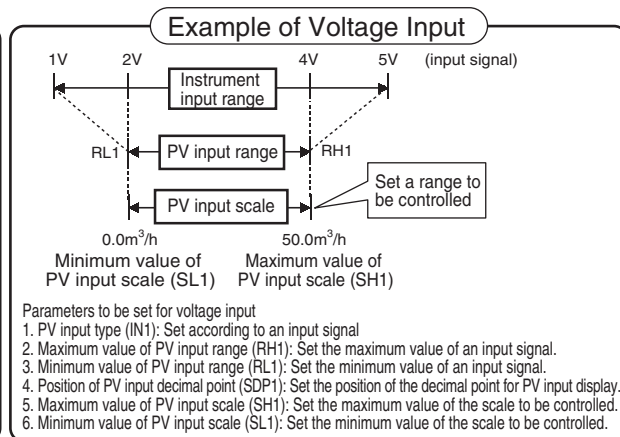 Example of Voltage Input
1V 2V 4V 5V (input signal)
Instrument
input range
RL1 PV input range RH1
PV input scale
Set a range to
be controlled
0.0m³/h 50.0m³/h
Minimum value of Maximum value of
PV input scale (SL1) PV input scale (SH1)
Parameters to be set for voltage input
1. PV input type (IN1): Set according to an input signal
2. Maximum value of PV input range (RH1): Set the maximum value of an input signal.
3. Minimum value of PV input range (RL1): Set the minimum value of an input signal.
4. Position of PV input decimal point (SDP1): Set the position of the decimal point for PV input display.
5. Maximum value of PV input scale (SH1): Set the maximum value of the scale to be controlled.
6. Minimum value of PV input scale (SL1): Set the minimum value of the scale to be controlled.